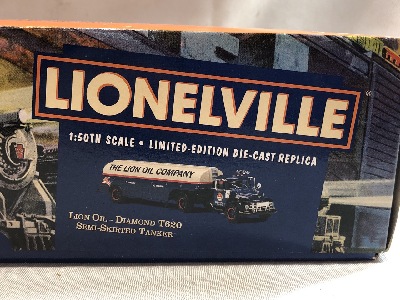 LIONELVILLE
1:50TH SCALE • LIMITED-EDITION DIE-CAST REPLICA
THE LION OIL COMPANY
LION OIL - DIAMOND T620
SEMI-SKIRTED TANKER